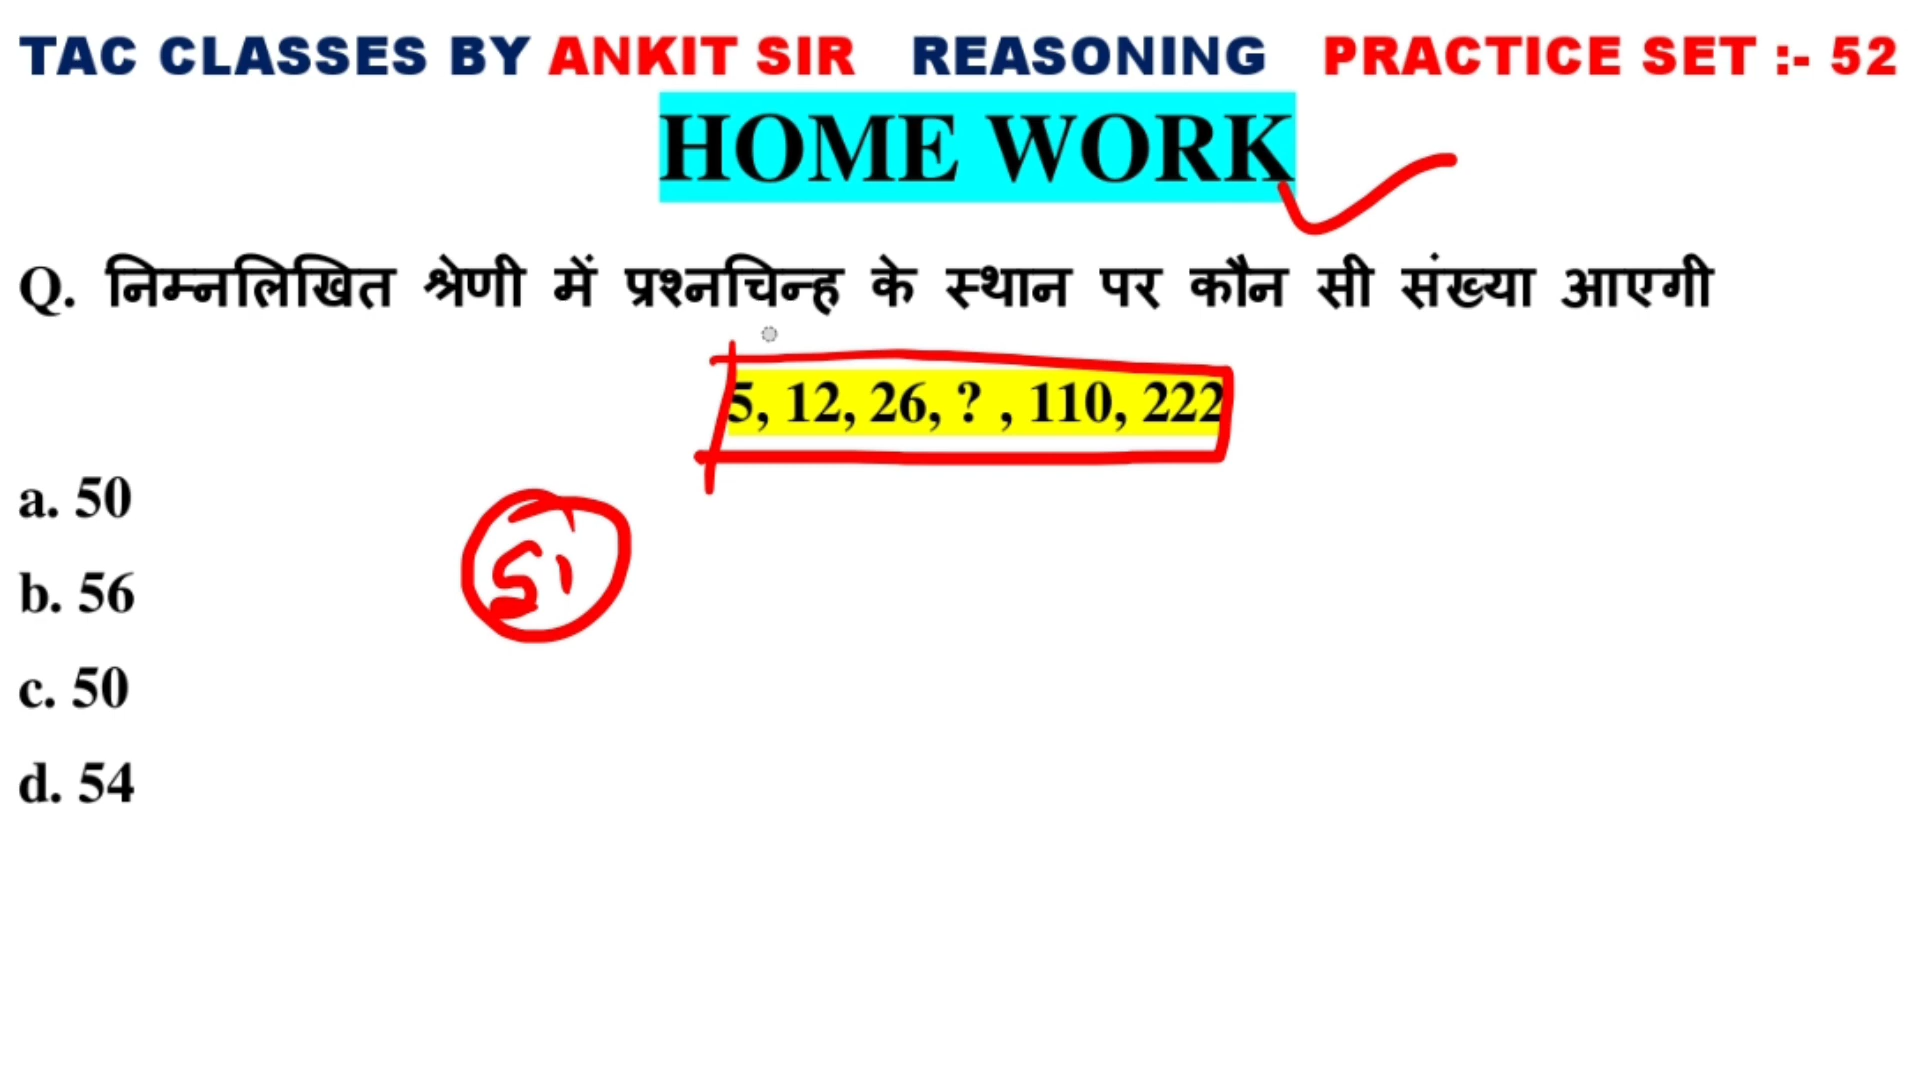 TAC CLASSES BY ANKIT SIR REASONING PRACTICE SET :- 52
HOME WORK
Q. निम्नलिखित श्रेणी में प्रश्नचिन्ह के स्थान पर कौन सी संख्या आएगी
5, 12, 26, ? , 110, 222
a. 50
51
b. 56
c. 50
d. 54